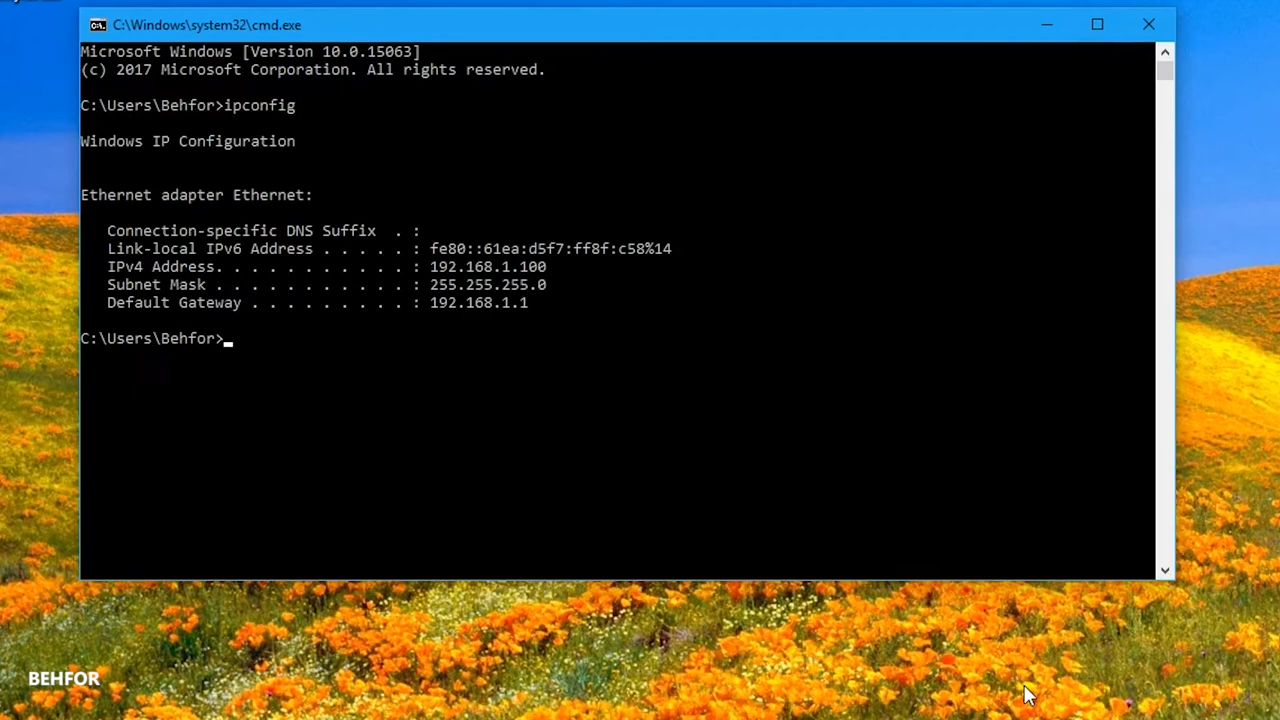 C:\Windows\system32\cmd.exe
Microsoft Windows [Version 10.0.15063]
(c) 2017 Microsoft Corporation. All rights reserved.
C:\Users\Behfor>ipconfig
Windows IP Configuration
Ethernet adapter Ethernet:
Connection-specific DNS Suffix . :
Link-local IPv6 Address . . . . . : fe80::61ea:d5f7:ff8f:c58%14
IPv4 Address. . . . . . . . . . . : 192.168.1.100
Subnet Mask . . . . . . . . . . . : 255.255.255.0
Default Gateway . . . . . . . . . : 192.168.1.1
C:\Users\Behfor>
BEHFOR